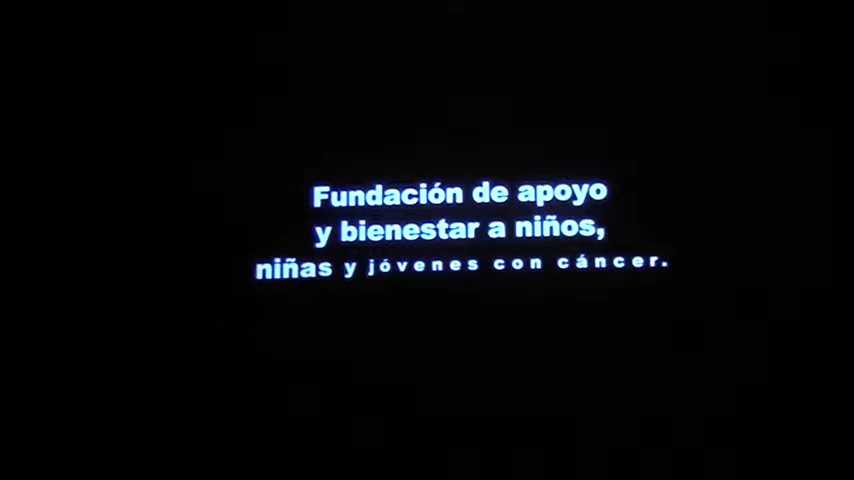 Fundación de apoyo
y bienestar a niños,
niñas y jóvenes con cáncer.